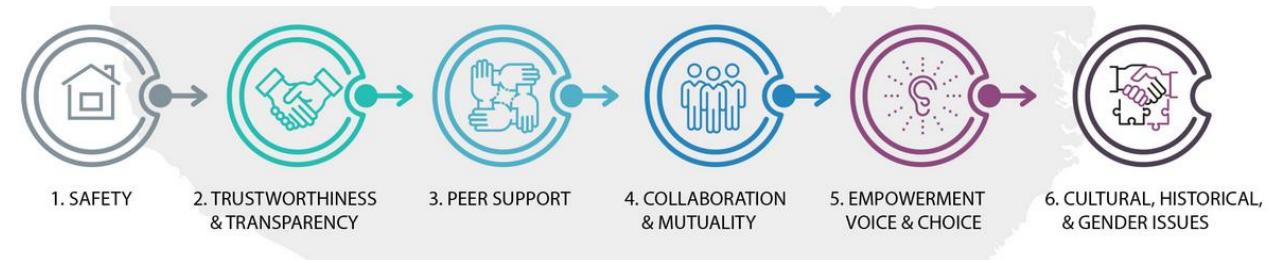 1. SAFETY
2. TRUSTWORTHINESS
& TRANSPARENCY
3. PEER SUPPORT
4. COLLABORATION
& MUTUALITY
5. EMPOWERMENT
VOICE & CHOICE
6. CULTURAL, HISTORICAL,
& GENDER ISSUES